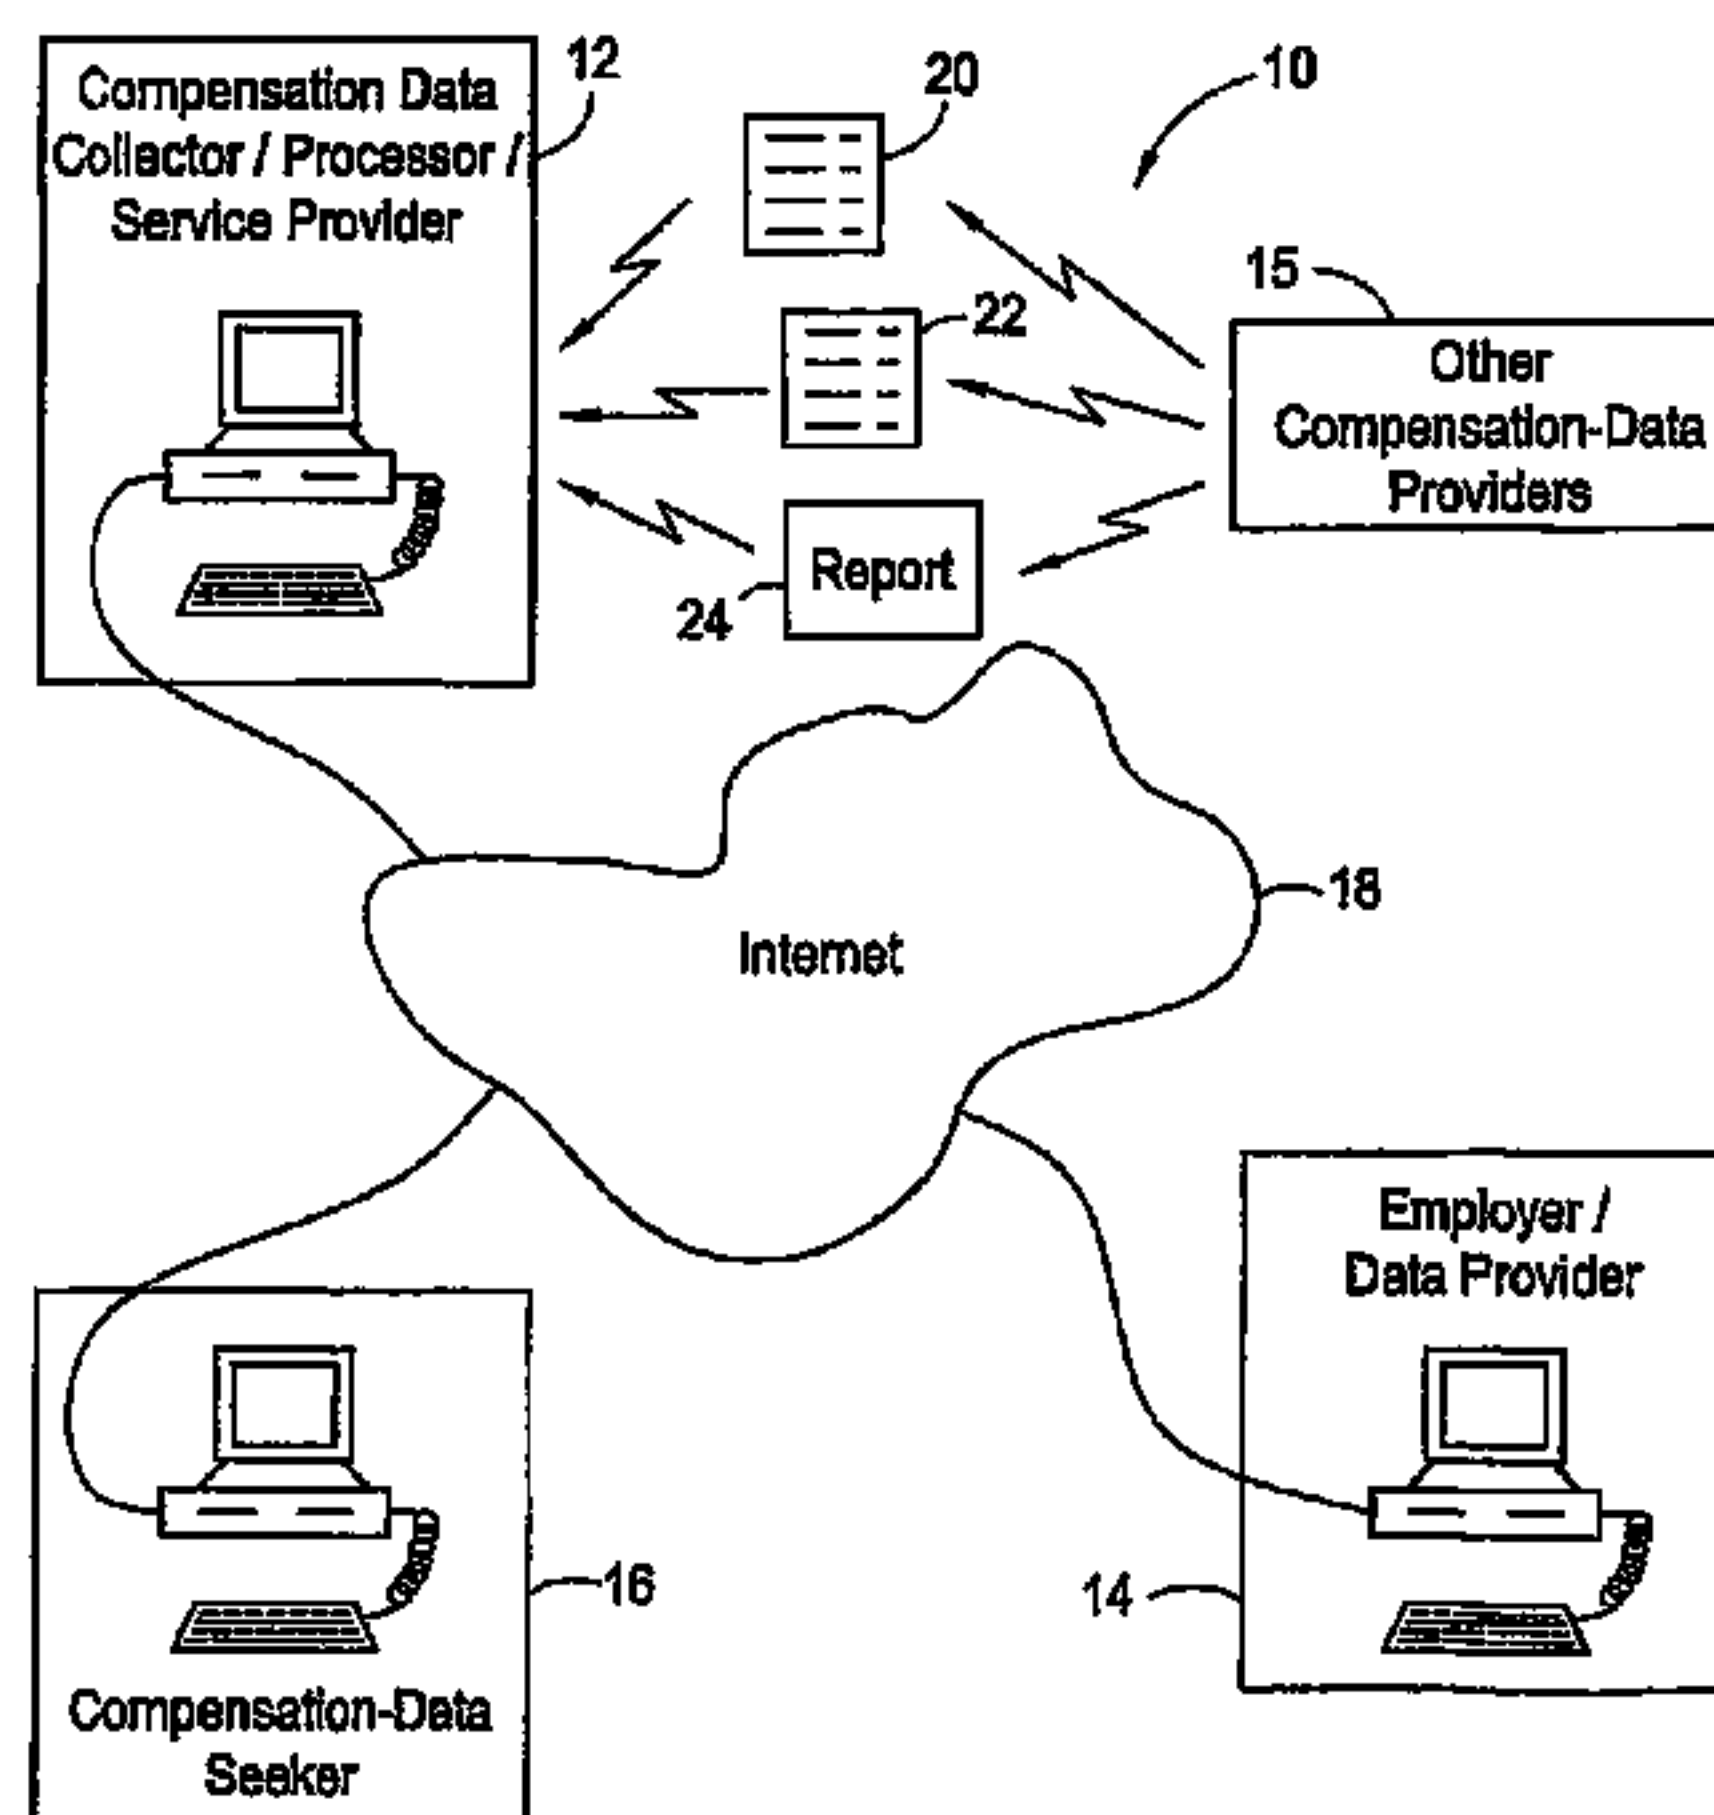 Compensation Data
Collector / Processor /
Service Provider
12
20
10
15
22
Other
Compensation-Data
Providers
Report
24
18
Internet
Employer /
Data Provider
16
14
Compensation-Data
Seeker